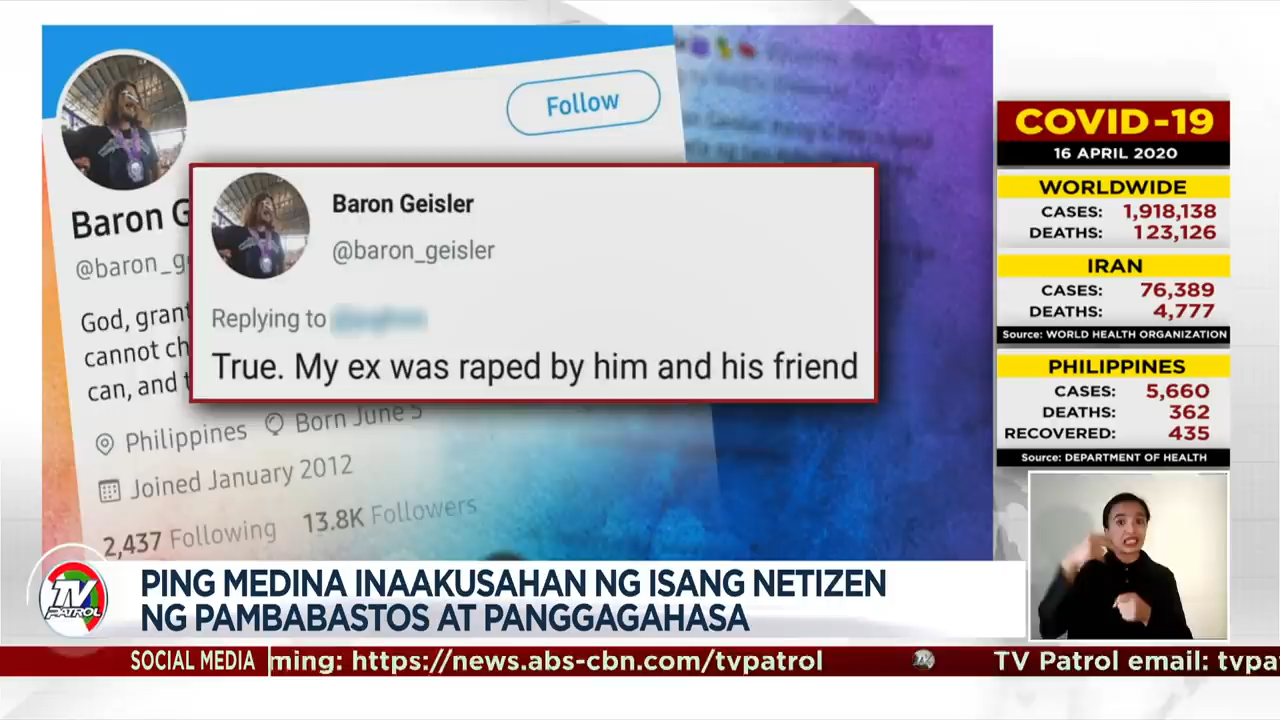 Follow
Baron G
@baron_g
God, grant
cannot ch
can, and t
Philippines
Born June 5
Joined January 2012
2,437 Following
13.8K Followers
Baron Geisler
@baron_geisler
Replying to
True. My ex was raped by him and his friend
COVID-19
16 APRIL 2020
WORLDWIDE
CASES: 1,918,138
DEATHS: 123,126
IRAN
CASES: 76,389
DEATHS: 4,777
Source: WORLD HEALTH ORGANIZATION
PHILIPPINES
CASES: 5,660
DEATHS: 362
RECOVERED: 435
Source: DEPARTMENT OF HEALTH
TV PATROL
PING MEDINA INAAKUSAHAN NG ISANG NETIZEN
NG PAMBABASTOS AT PANGGAGAHASA
SOCIAL MEDIA
ming: https://news.abs-cbn.com/tvpatrol
TV Patrol email: tvpa